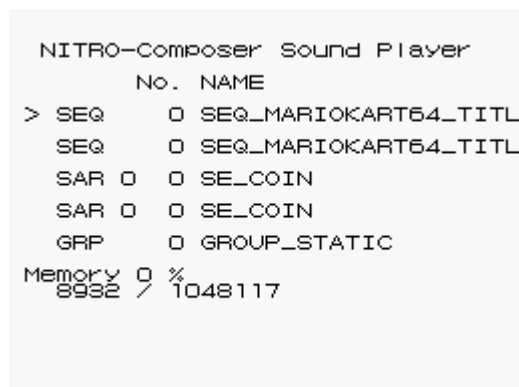 NITRO-Composer Sound Player
No. NAME
> SEQ 0 SEQ_MARIOKART64_TITL
SEQ 0 SEQ_MARIOKART64_TITL
SAR 0 0 SE_COIN
SAR 0 0 SE_COIN
GRP 0 GROUP_STATIC
Memory 0 %
8932 / 1048117